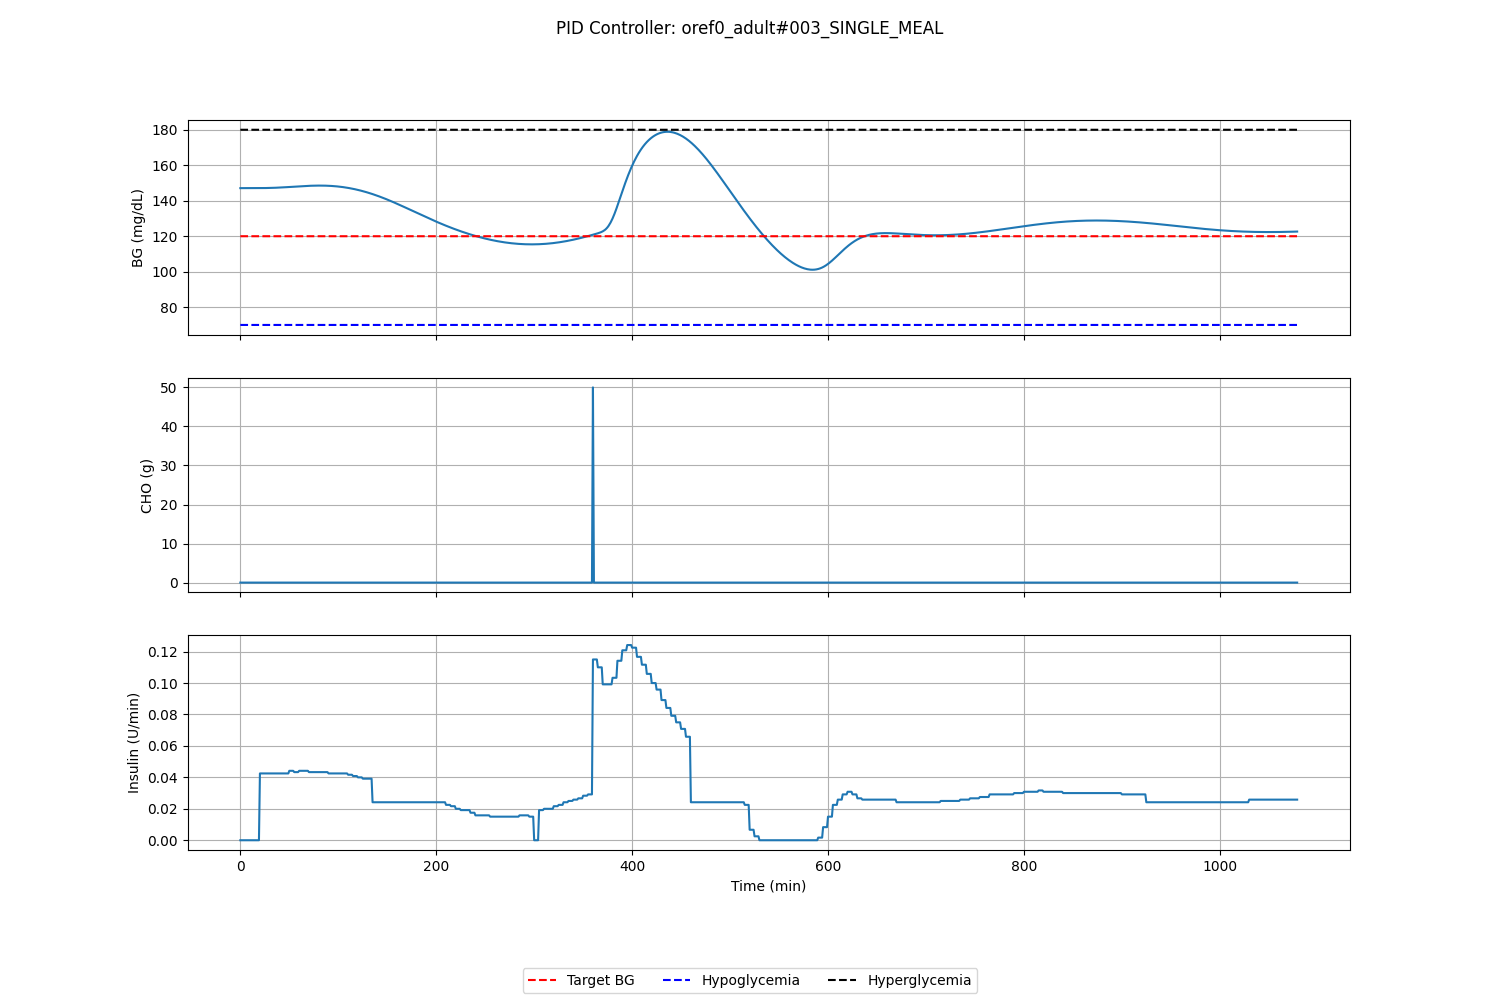 PID Controller: oref0_adult#003_SINGLE_MEAL
180
160
140
120
100
80
BG (mg/dL)
50
40
30
20
10
0
CHO (g)
0.12
0.10
0.08
0.06
0.04
0.02
0.00
Insulin (U/min)
0 200 400 600 800 1000
Time (min)
Target BG Hypoglycemia Hyperglycemia